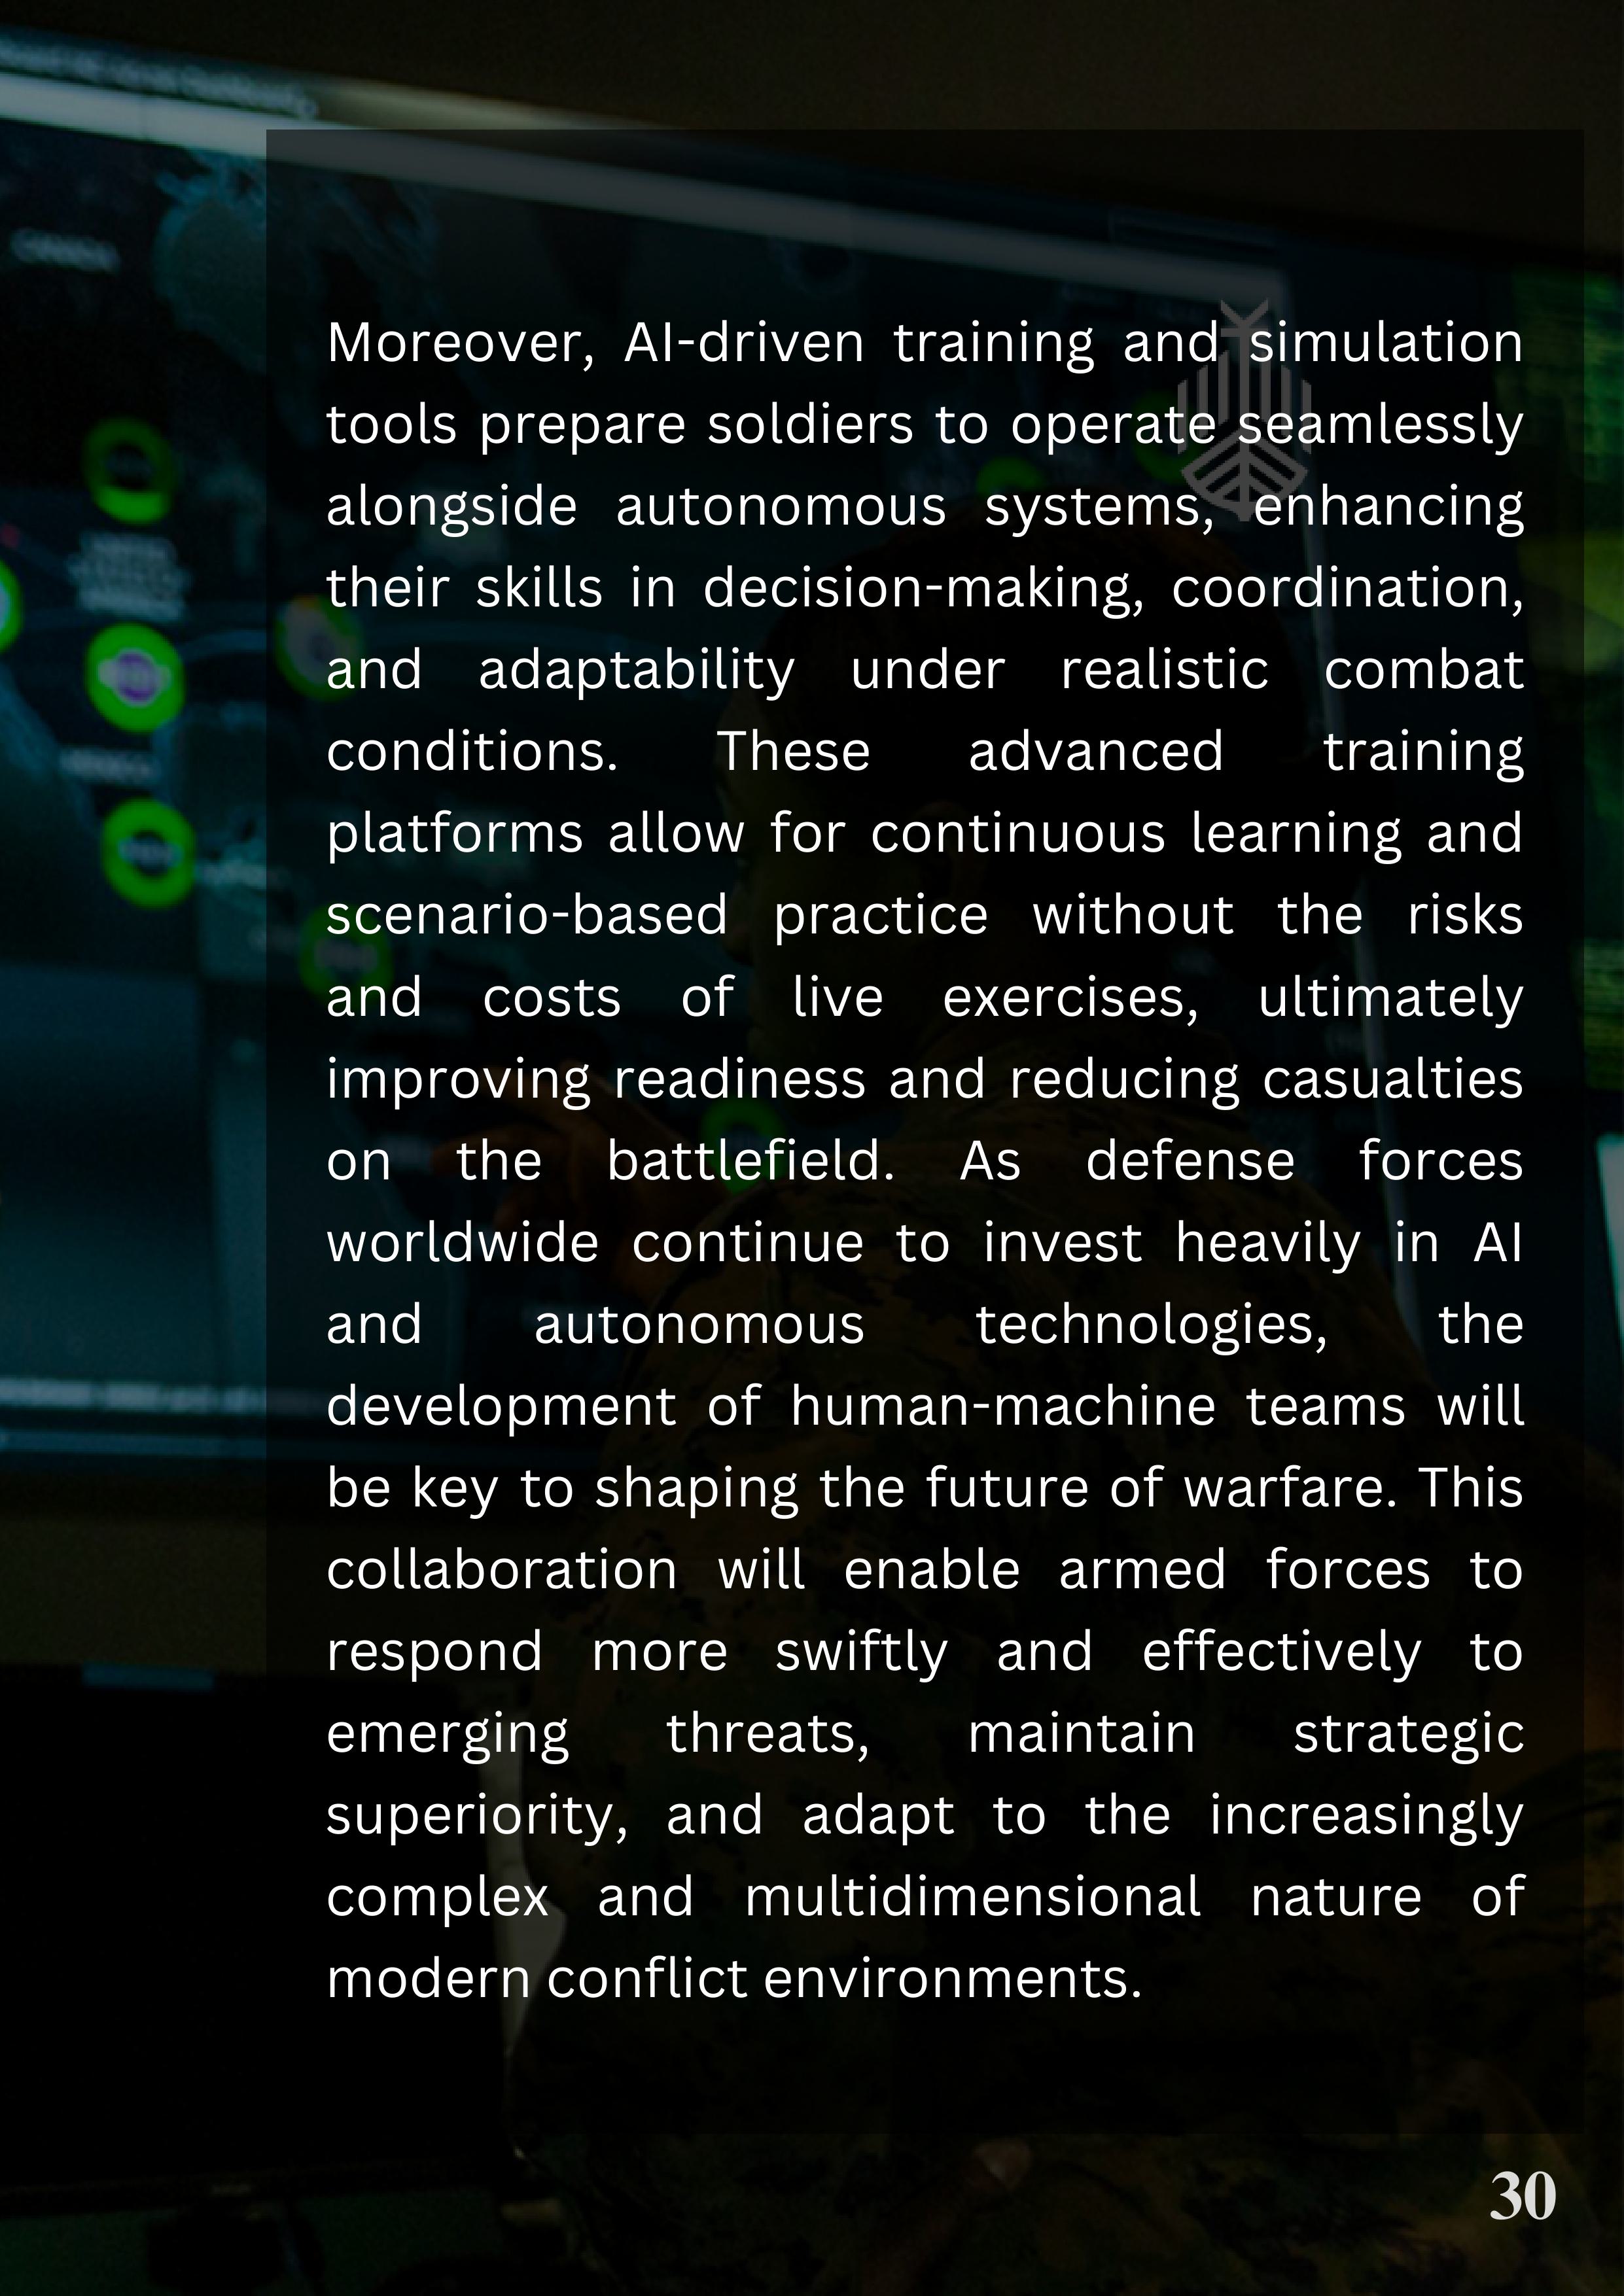 Moreover, AI-driven training and simulation
tools prepare soldiers to operate seamlessly
alongside autonomous systems, enhancing
their skills in decision-making, coordination,
and adaptability under realistic combat
conditions. These advanced training
platforms allow for continuous learning and
scenario-based practice without the risks
and costs of live exercises, ultimately
improving readiness and reducing casualties
on the battlefield. As defense forces
worldwide continue to invest heavily in AI
and autonomous technologies, the
development of human-machine teams will
be key to shaping the future of warfare. This
collaboration will enable armed forces to
respond more swiftly and effectively to
emerging threats, maintain strategic
superiority, and adapt to the increasingly
complex and multidimensional nature of
modern conflict environments.
30